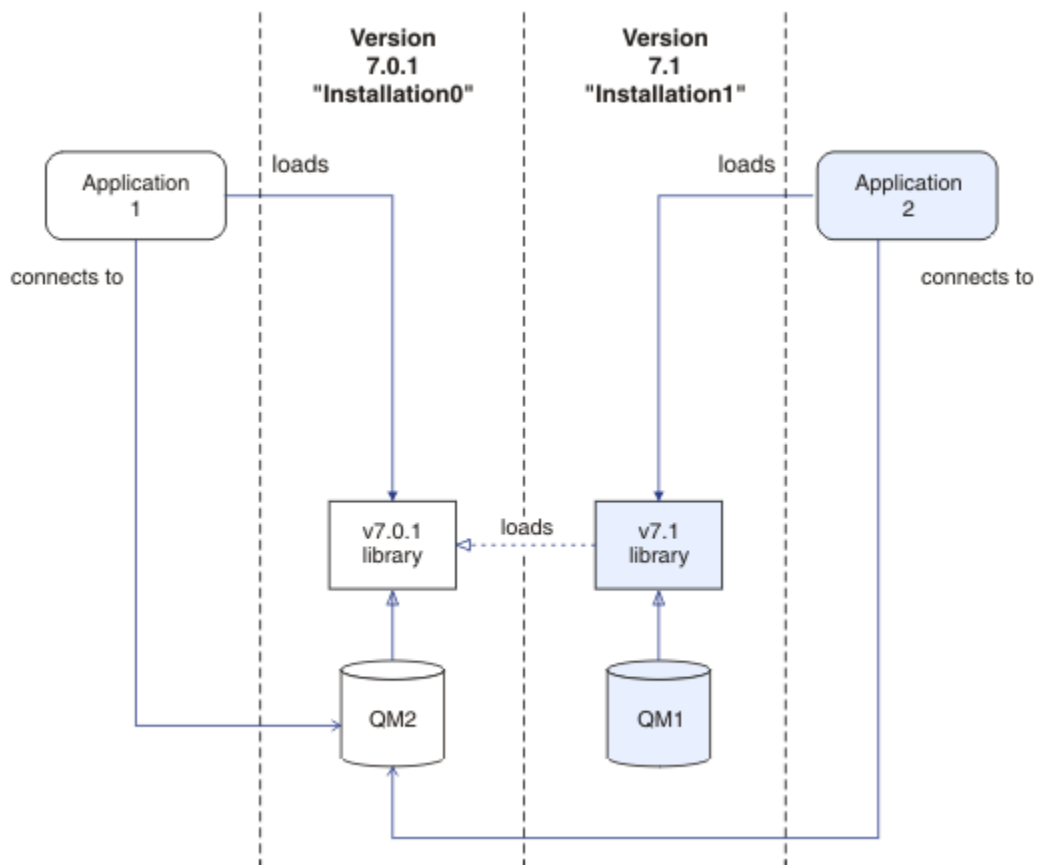 Version
7.0.1
"Installation0"
Version
7.1
"Installation1"
loads
loads
Application
1
Application
2
connects to
connects to
v7.0.1
library
loads
v7.1
library
QM2
QM1